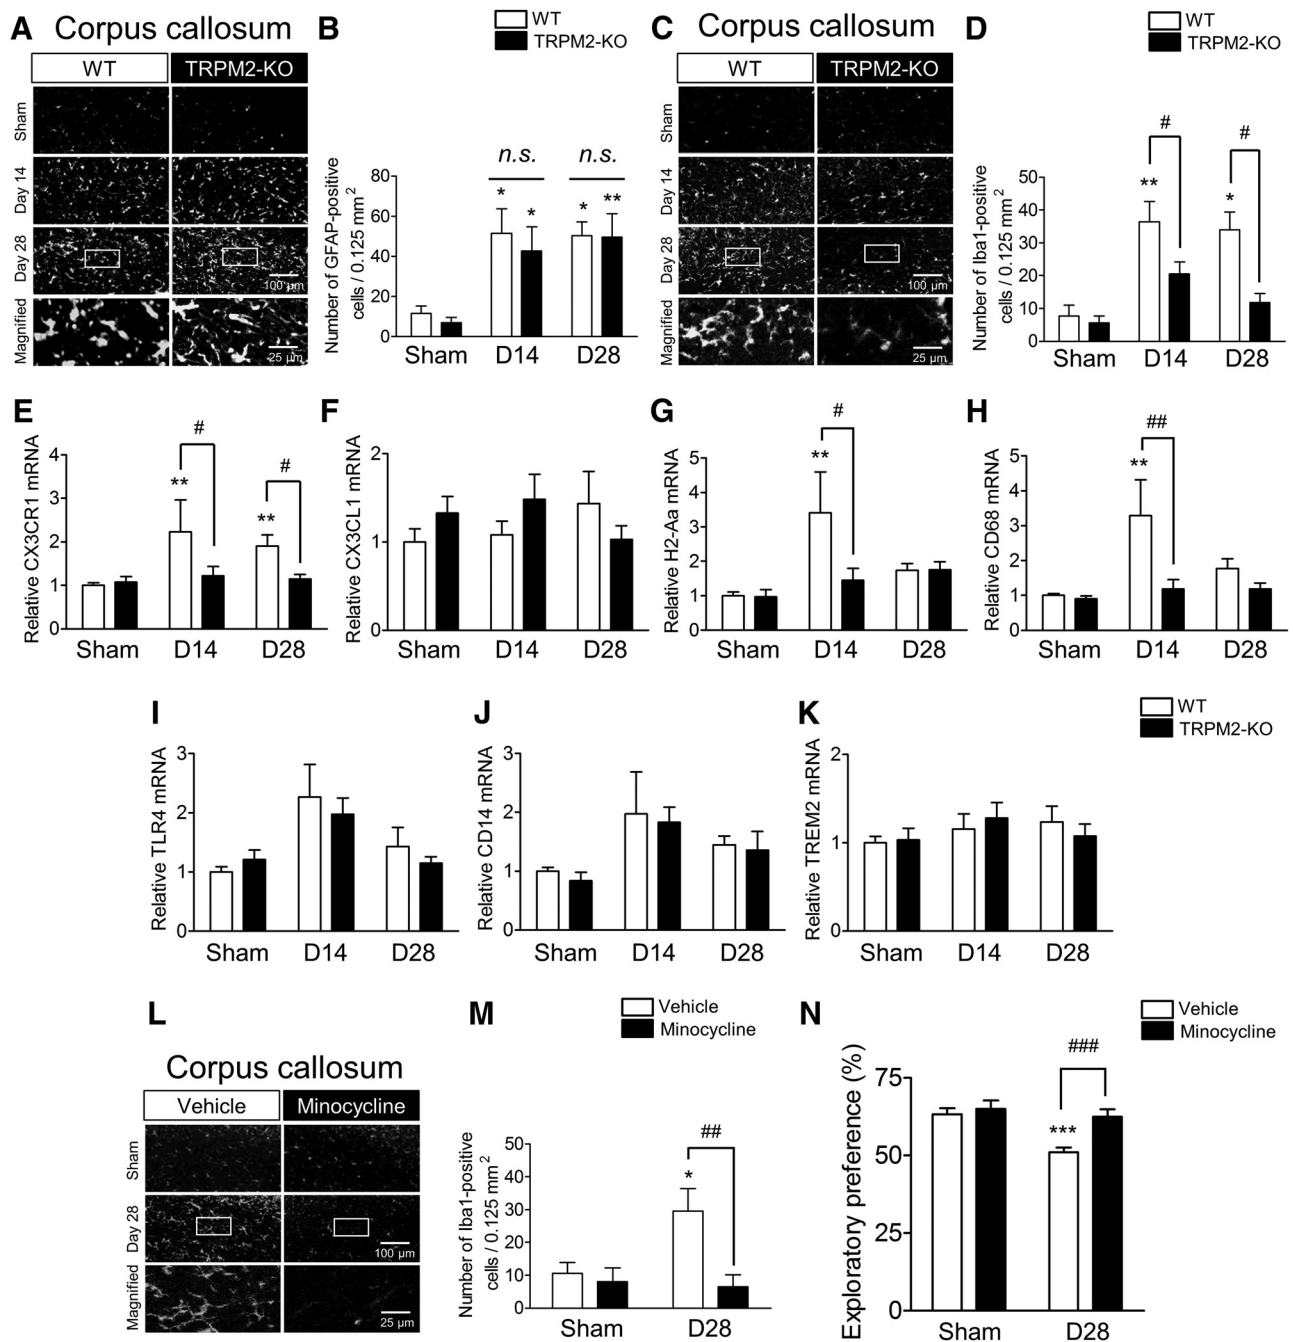 A Corpus callosum
WT TRPM2-KO
Sham
Day 14
Day 28
100 µm
Magnified
25 µm
B
WT
TRPM2-KO
Number of GFAP-positive
cells / 0.125 mm2
80
60
40
20
0
n.s. n.s.
* * * **
Sham D14 D28
C Corpus callosum
WT TRPM2-KO
Sham
Day 14
Day 28
100 µm
Magnified
25 µm
D
WT
TRPM2-KO
Number of Iba1-positive
cells / 0.125 mm2
50
40
30
20
10
0
# #
** *
Sham D14 D28
E
Relative CX3CR1 mRNA
4
3
2
1
0
# #
** **
Sham D14 D28
F
Relative CX3CL1 mRNA
2
1
0
Sham D14 D28
G
Relative H2-Aa mRNA
5
4
3
2
1
0
#
**
Sham D14 D28
H
Relative CD68 mRNA
5
4
3
2
1
0
##
**
Sham D14 D28
I
Relative TLR4 mRNA
3
2
1
0
Sham D14 D28
J
Relative CD14 mRNA
3
2
1
0
Sham D14 D28
K
WT
TRPM2-KO
Relative TREM2 mRNA
2
1
0
Sham D14 D28
L
Corpus callosum
Vehicle Minocycline
Sham
Day 28
100 µm
Magnified
25 µm
M
Vehicle
Minocycline
Number of Iba1-positive
cells / 0.125 mm2
50
40
30
20
10
0
##
*
Sham D28
N
Vehicle
Minocycline
Exploratory preference (%)
75
50
25
0
###
***
Sham D28